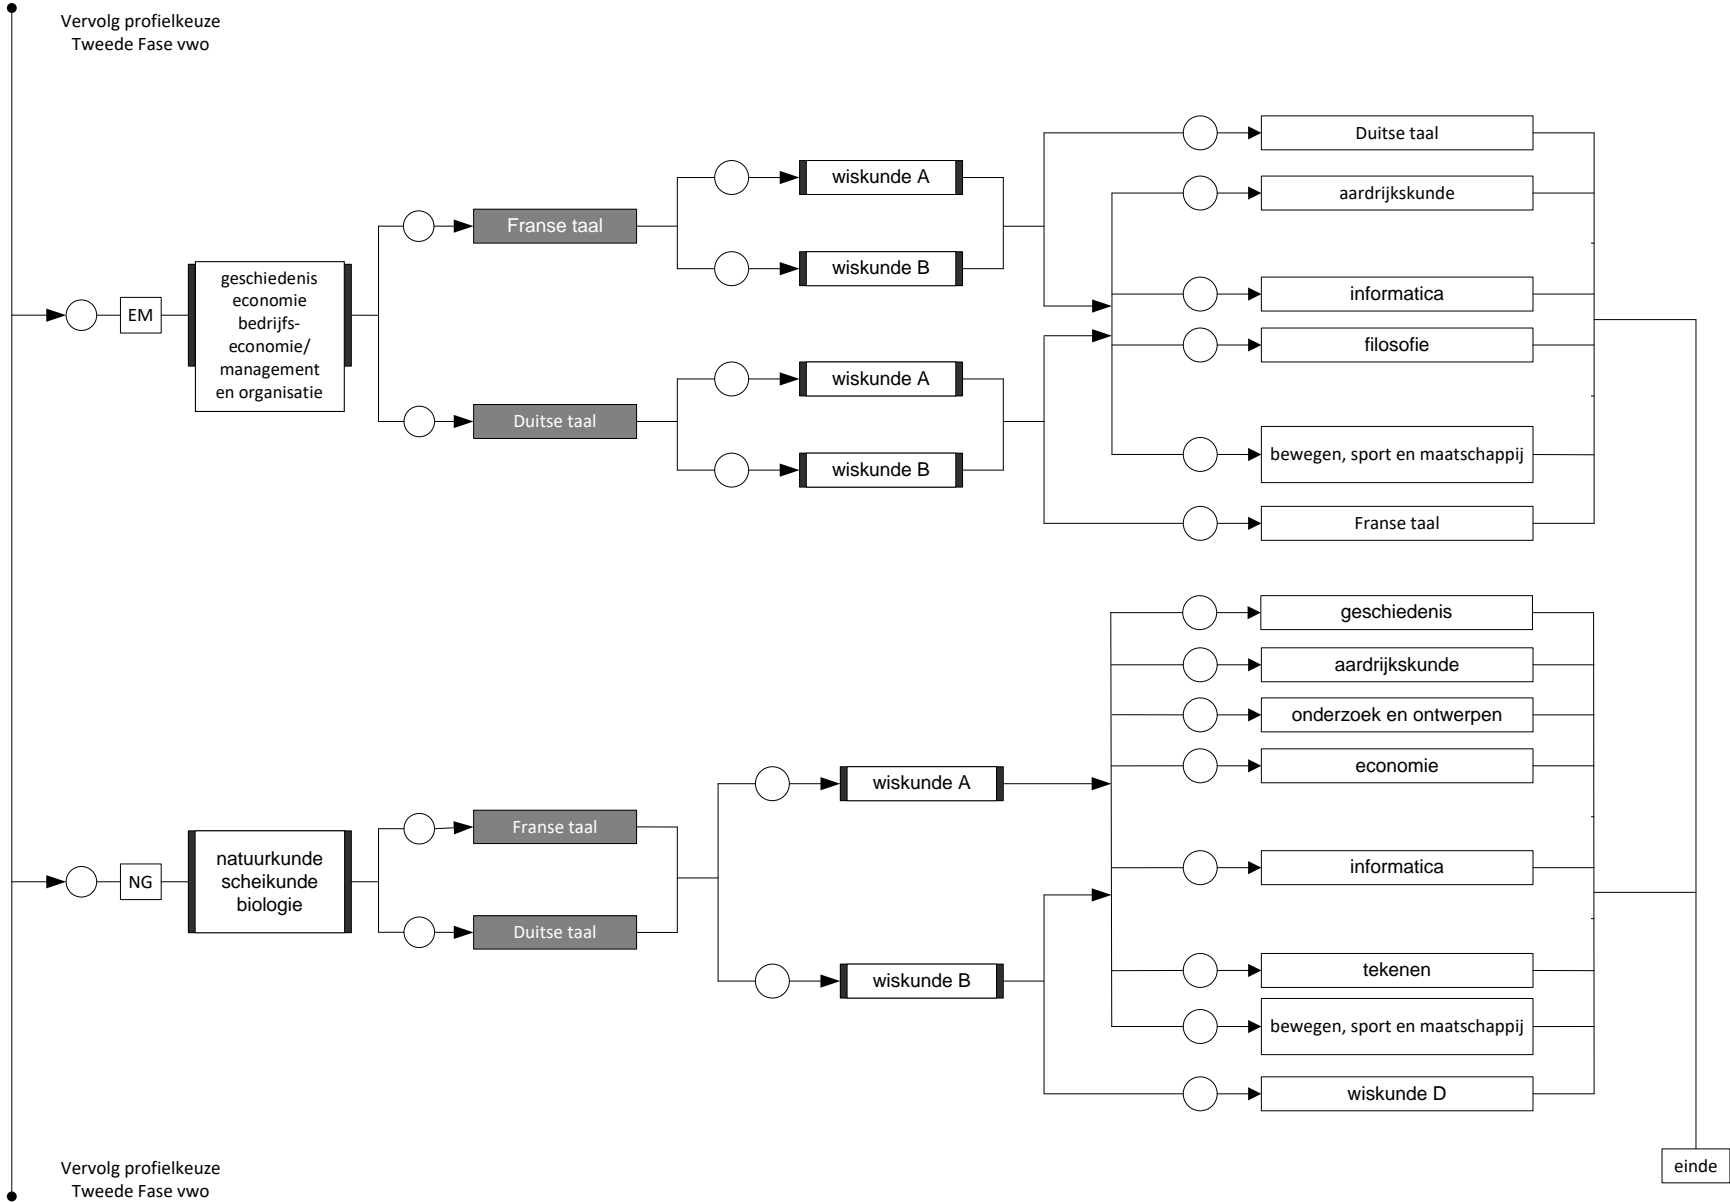 Vervolg profielkeuze
Tweede Fase vwo
EM
geschiedenis
economie
bedrijfs-
economie/
management
en organisatie
Franse taal
Duitse taal
wiskunde A
wiskunde B
wiskunde A
wiskunde B
Duitse taal
aardrijkskunde
informatica
filosofie
bewegen, sport en maatschappij
Franse taal
NG
natuurkunde
scheikunde
biologie
Franse taal
Duitse taal
wiskunde A
wiskunde B
geschiedenis
aardrijkskunde
onderzoek en ontwerpen
economie
informatica
tekenen
bewegen, sport en maatschappij
wiskunde D
einde
Vervolg profielkeuze
Tweede Fase vwo